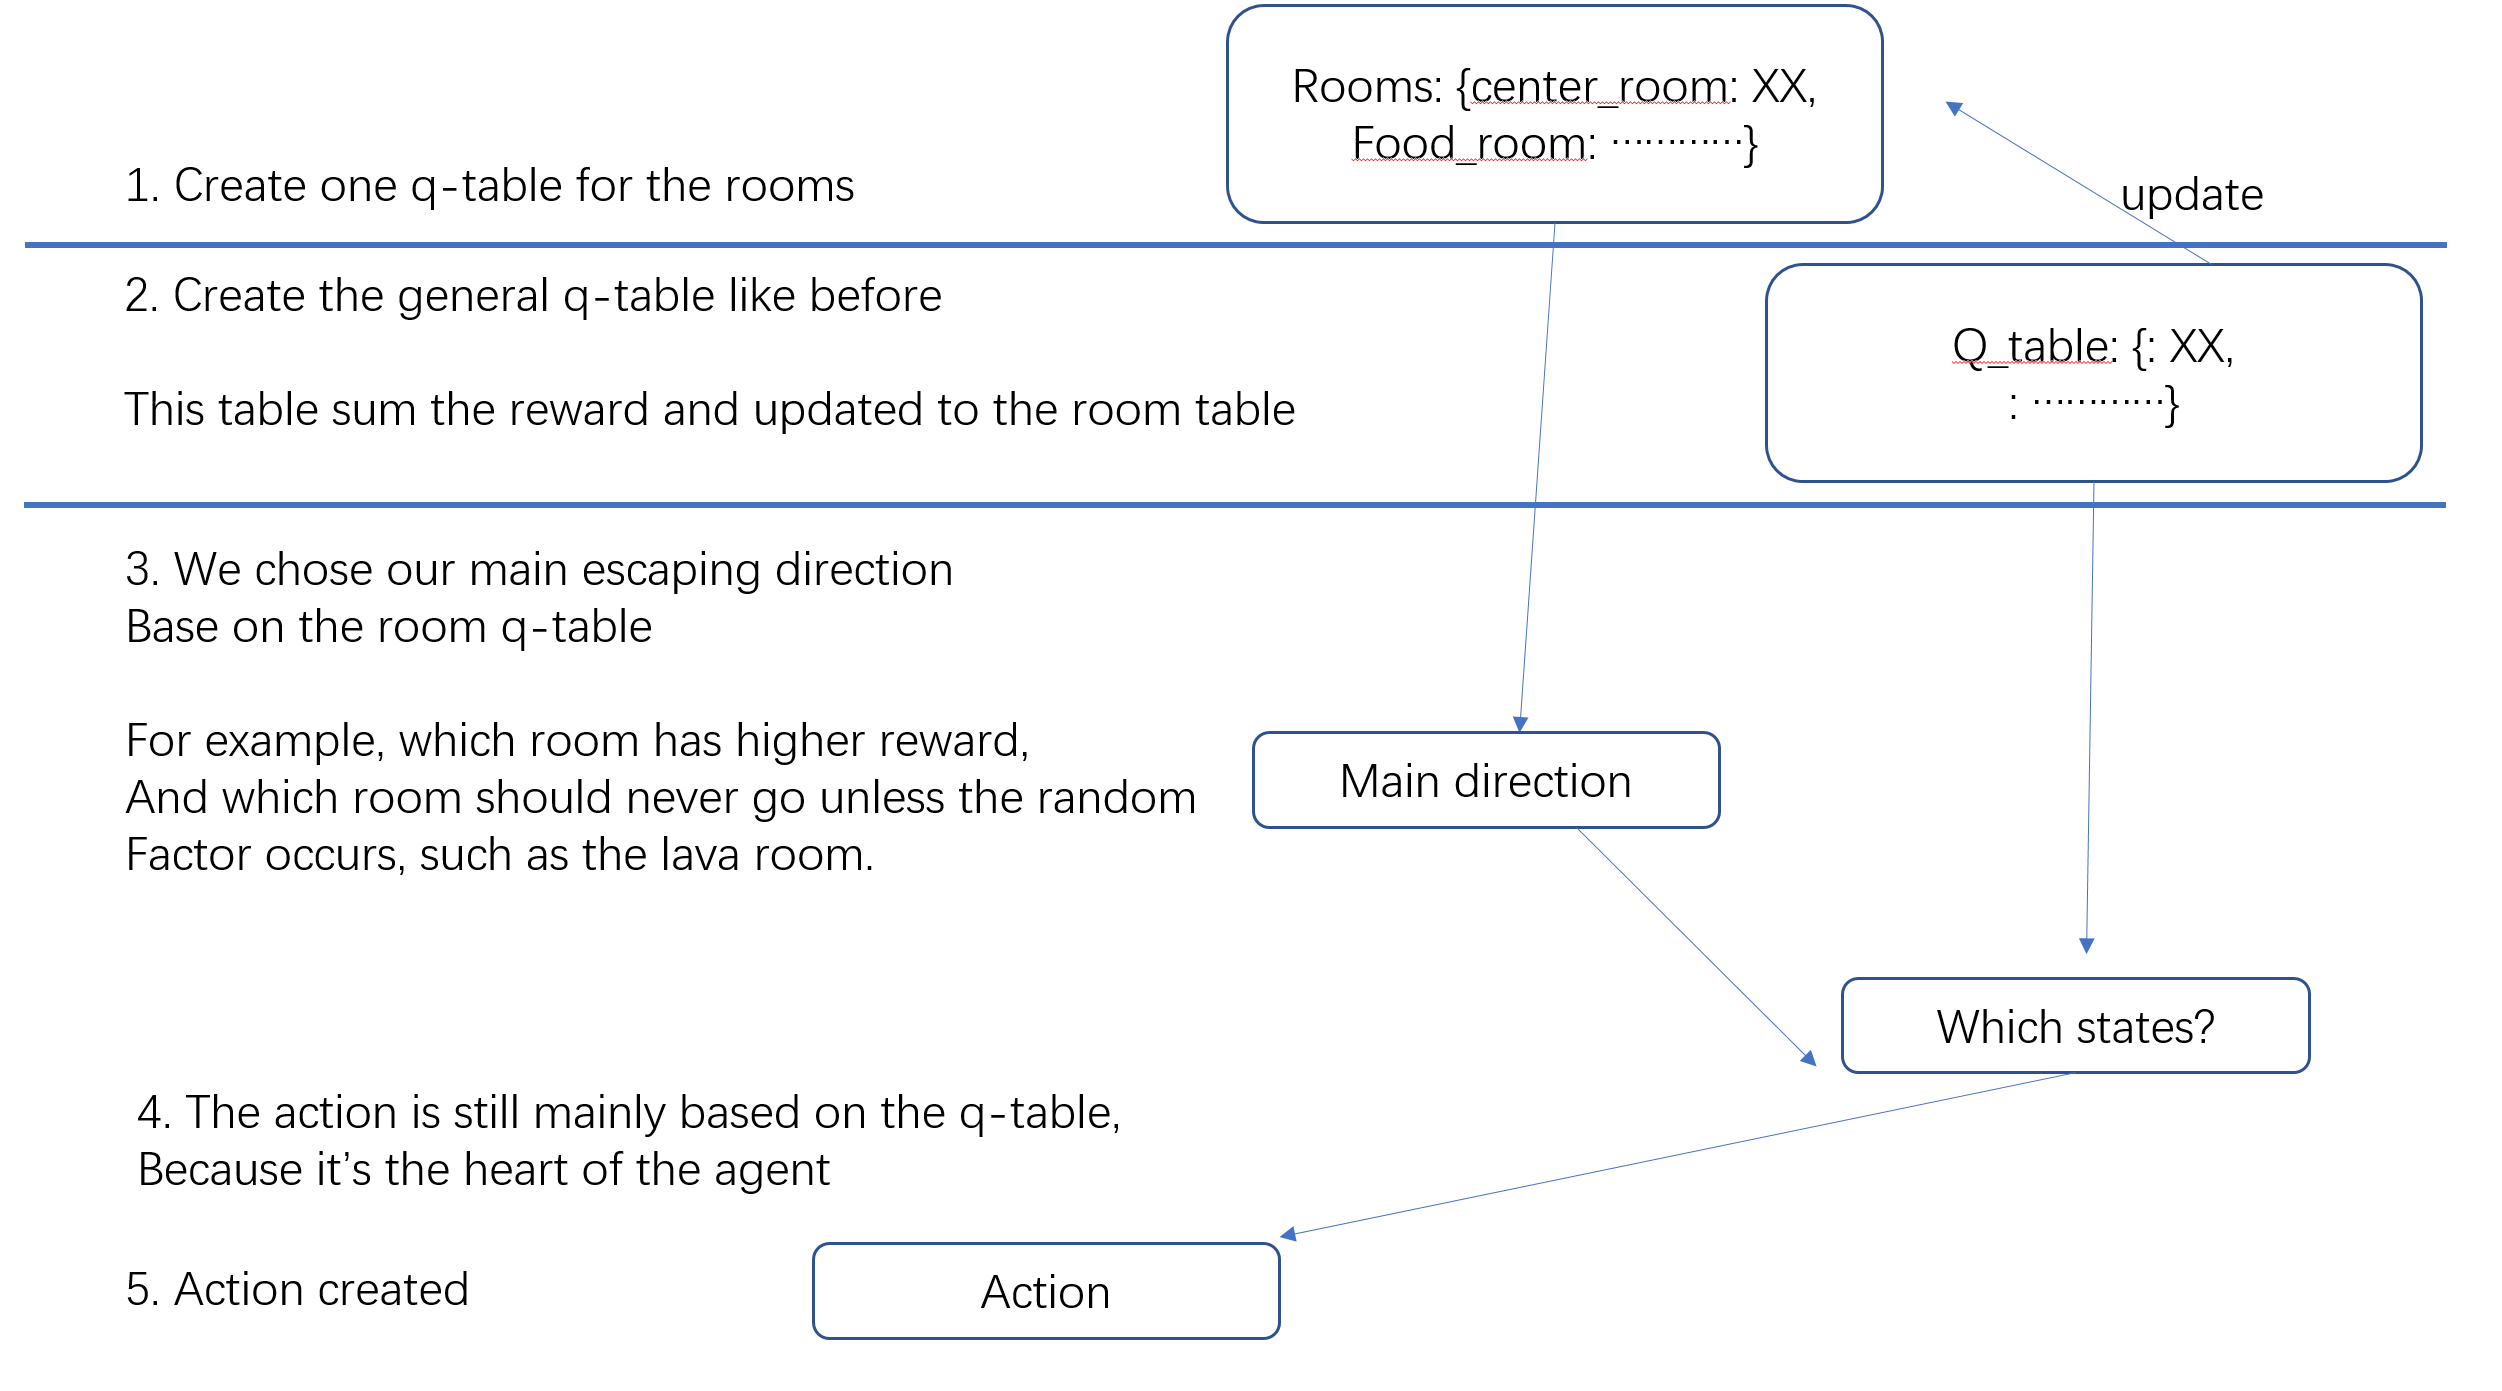 Rooms: {center_room: XX,
Food_room: …………}
1. Create one q-table for the rooms
update
2. Create the general q-table like before
Q_table: {: XX,
: …………}
This table sum the reward and updated to the room table
3. We chose our main escaping direction
Base on the room q-table
For example, which room has higher reward,
And which room should never go unless the random
Factor occurs, such as the lava room.
Main direction
Which states?
4. The action is still mainly based on the q-table,
Because it’s the heart of the agent
5. Action created
Action